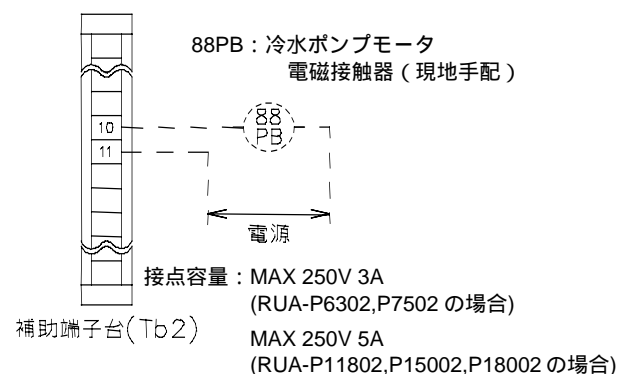 88PB：冷水ポンプモータ
電磁接触器（現地手配）
88
PB
10
11
電源
接点容量：MAX 250V 3A
(RUA-P6302,P7502 の場合)
補助端子台(Tb2)
MAX 250V 5A
(RUA-P11802,P15002,P18002 の場合)